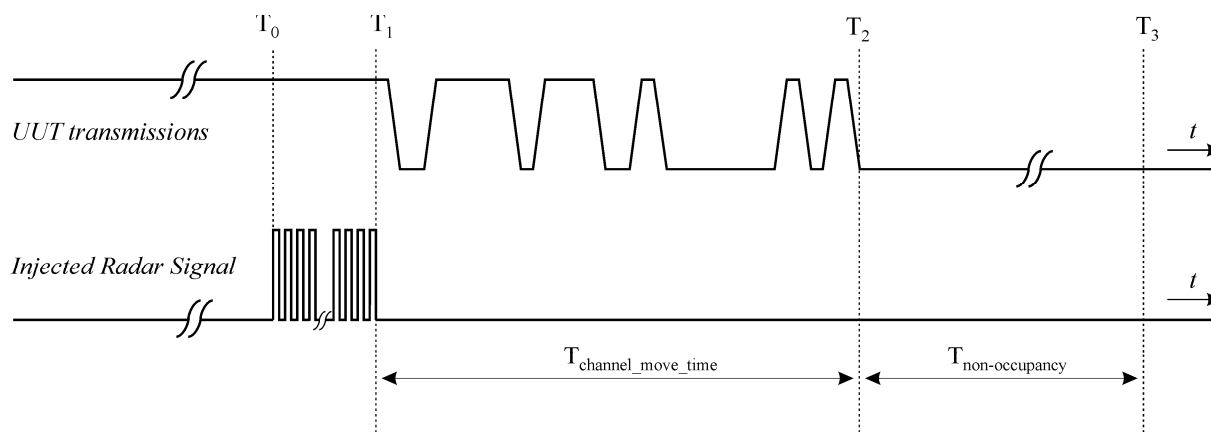 T0 T1 T2 T3
UUT transmissions
t
Injected Radar Signal
t
Tchannel_move_time Tnon-occupancy